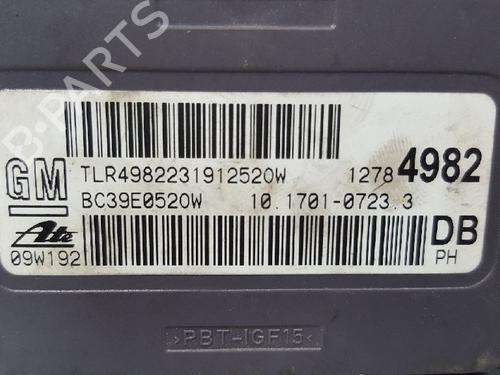 B-PARTS
GM
TLR4982231912520W
1278 4982
BC39E0520W
10.1701-0723.3
DB
Ate
09W192
PH
>PBT-IGF15<